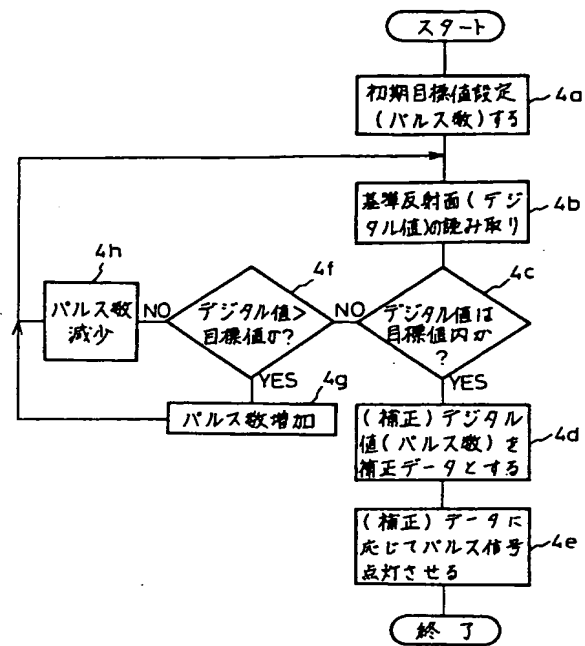 スタート
初期目標値設定
(パルス数)する
4a
基準反射面(デジ
タル値)の読み取り
4b
4c
デジタル値は
目標値内か
?
NO
YES
4f
デジタル値>
目標値か?
NO
YES
4h
パルス数
減少
4g
パルス数増加
(補正)デジタル
値(パルス数)を
補正データとする
4d
(補正)データに
応じてパルス信号
点灯させる
4e
終了